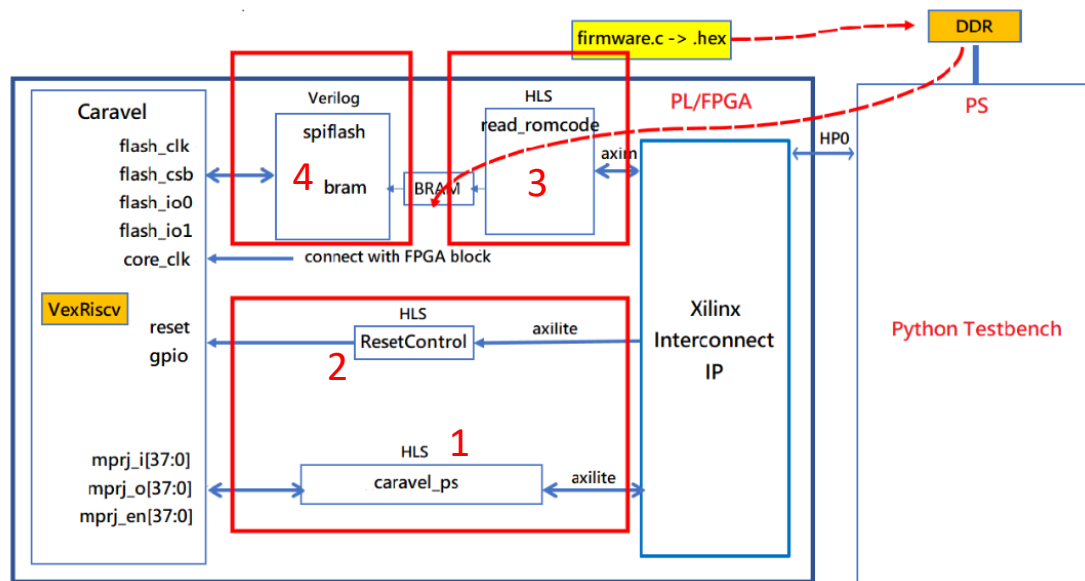 firmware.c -> .hex
DDR
PL/FPGA
PS
Caravel
flash_clk
flash_csb
flash_io0
flash_io1
core_clk
VexRiscv
reset
gpio
mprj_i[37:0]
mprj_o[37:0]
mprj_en[37:0]
Verilog
spiflash
bram
4
BRAM
HLS
read_romcode
3
axim
connect with FPGA block
HLS
ResetControl
2
axilite
1
HLS
caravel_ps
axilite
Xilinx
Interconnect
IP
HP0
Python Testbench